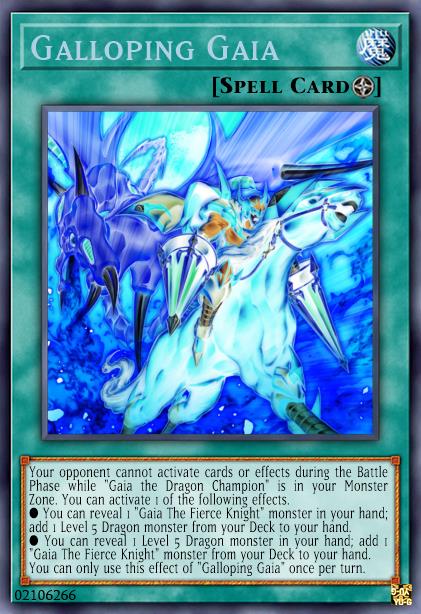 Galloping Gaia
魔
[Spell Card]
Your opponent cannot activate cards or effects during the Battle
Phase while "Gaia the Dragon Champion" is in your Monster
Zone. You can activate 1 of the following effects.
● You can reveal 1 "Gaia The Fierce Knight" monster in your hand;
add 1 Level 5 Dragon monster from your Deck to your hand.
● You can reveal 1 Level 5 Dragon monster in your hand; add 1
"Gaia The Fierce Knight" monster from your Deck to your hand.
You can only use this effect of "Galloping Gaia" once per turn.
02106266